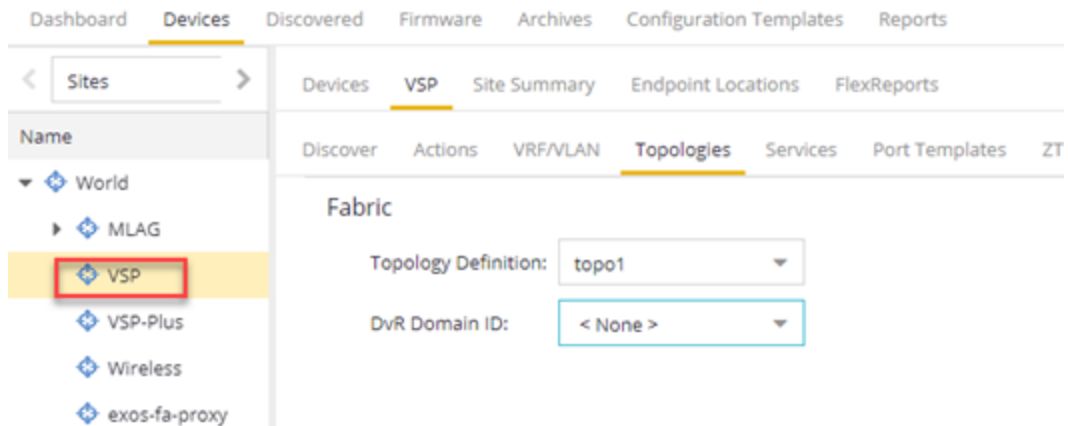 Dashboard Devices Discovered Firmware Archives Configuration Templates Reports
Sites
Devices VSP Site Summary Endpoint Locations FlexReports
Name
Discover Actions VRF/VLAN Topologies Services Port Templates ZT
World
MLAG
VSP
VSP-Plus
Wireless
exos-fa-proxy
Fabric
Topology Definition: topo1
DvR Domain ID: < None >